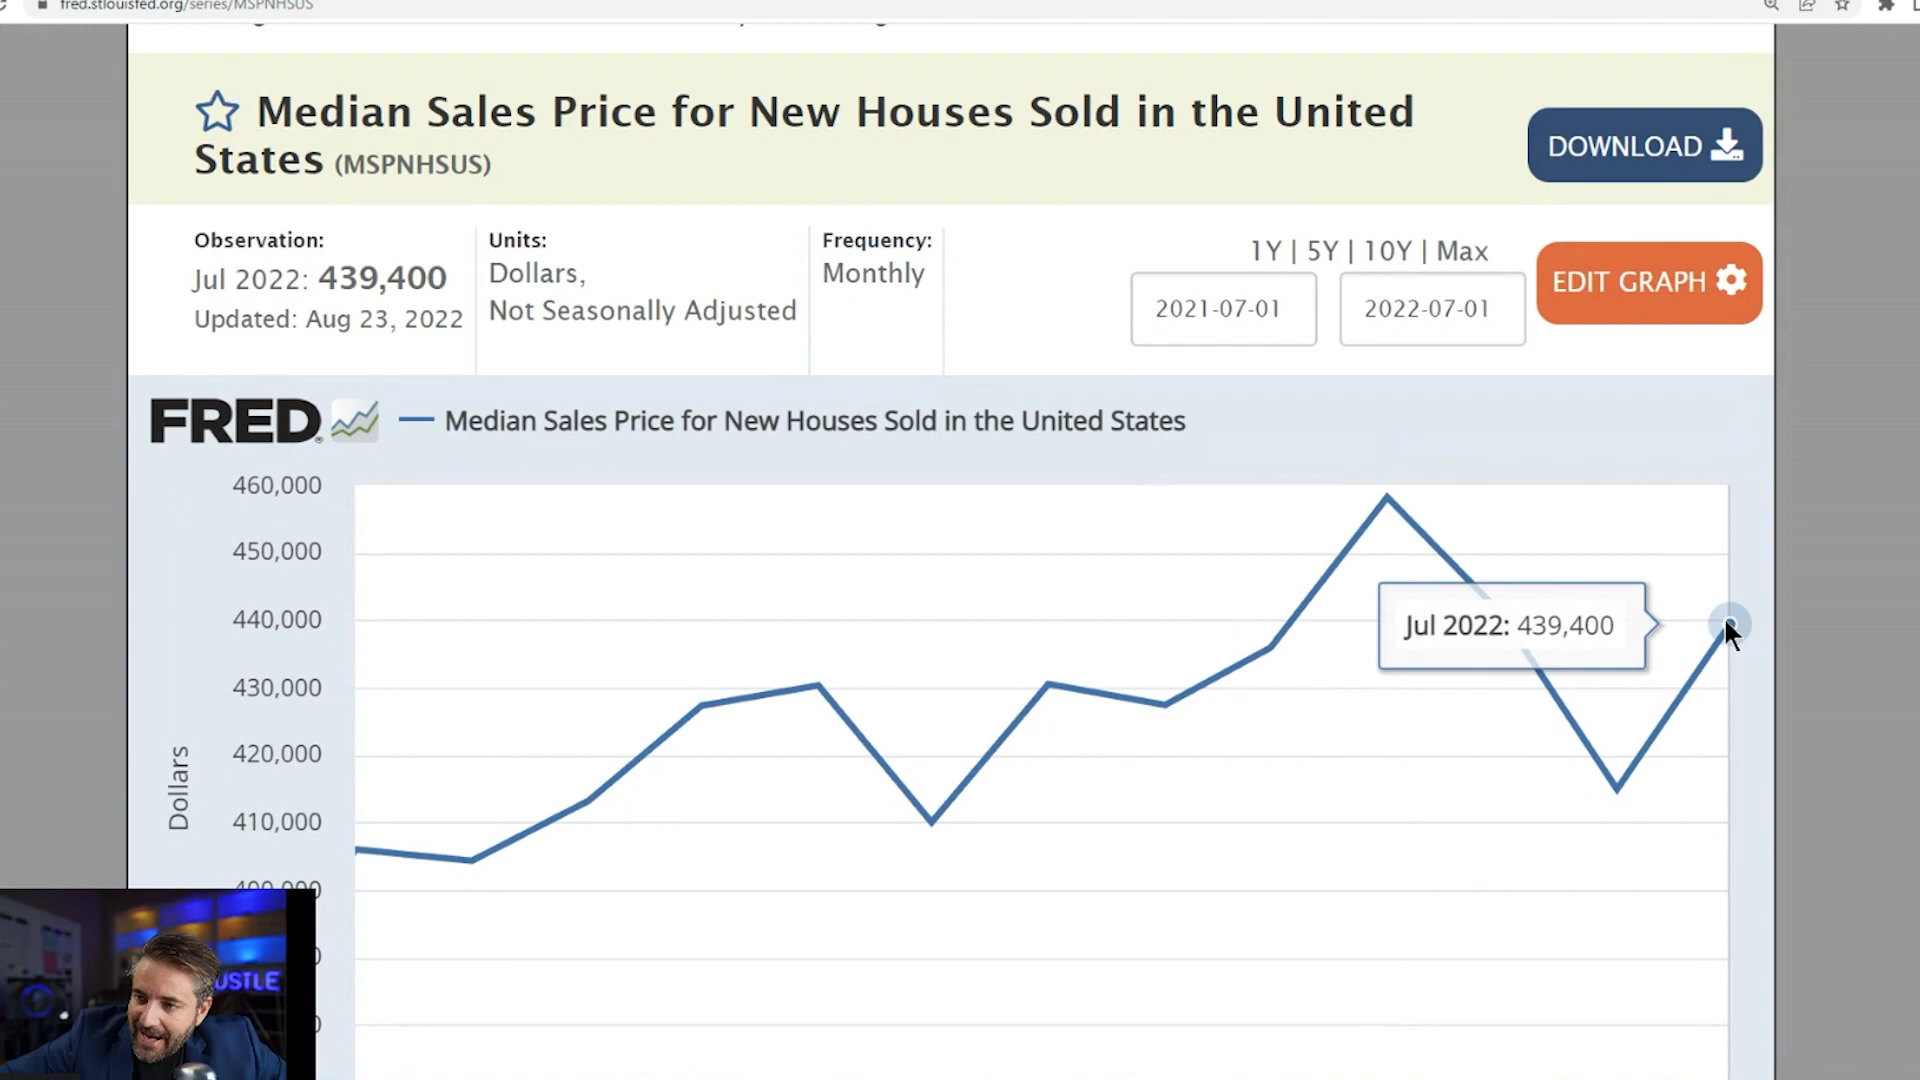 fred.stlouisfed.org/series/MSPNHSUS
Median Sales Price for New Houses Sold in the United
States (MSPNHSUS)
DOWNLOAD
Observation:
Jul 2022: 439,400
Updated: Aug 23, 2022
Units:
Dollars,
Not Seasonally Adjusted
Frequency:
Monthly
1Y | 5Y | 10Y | Max
2021-07-01
2022-07-01
EDIT GRAPH
FRED
Median Sales Price for New Houses Sold in the United States
460,000
450,000
440,000
430,000
420,000
410,000
Dollars
Jul 2022: 439,400
USTLE